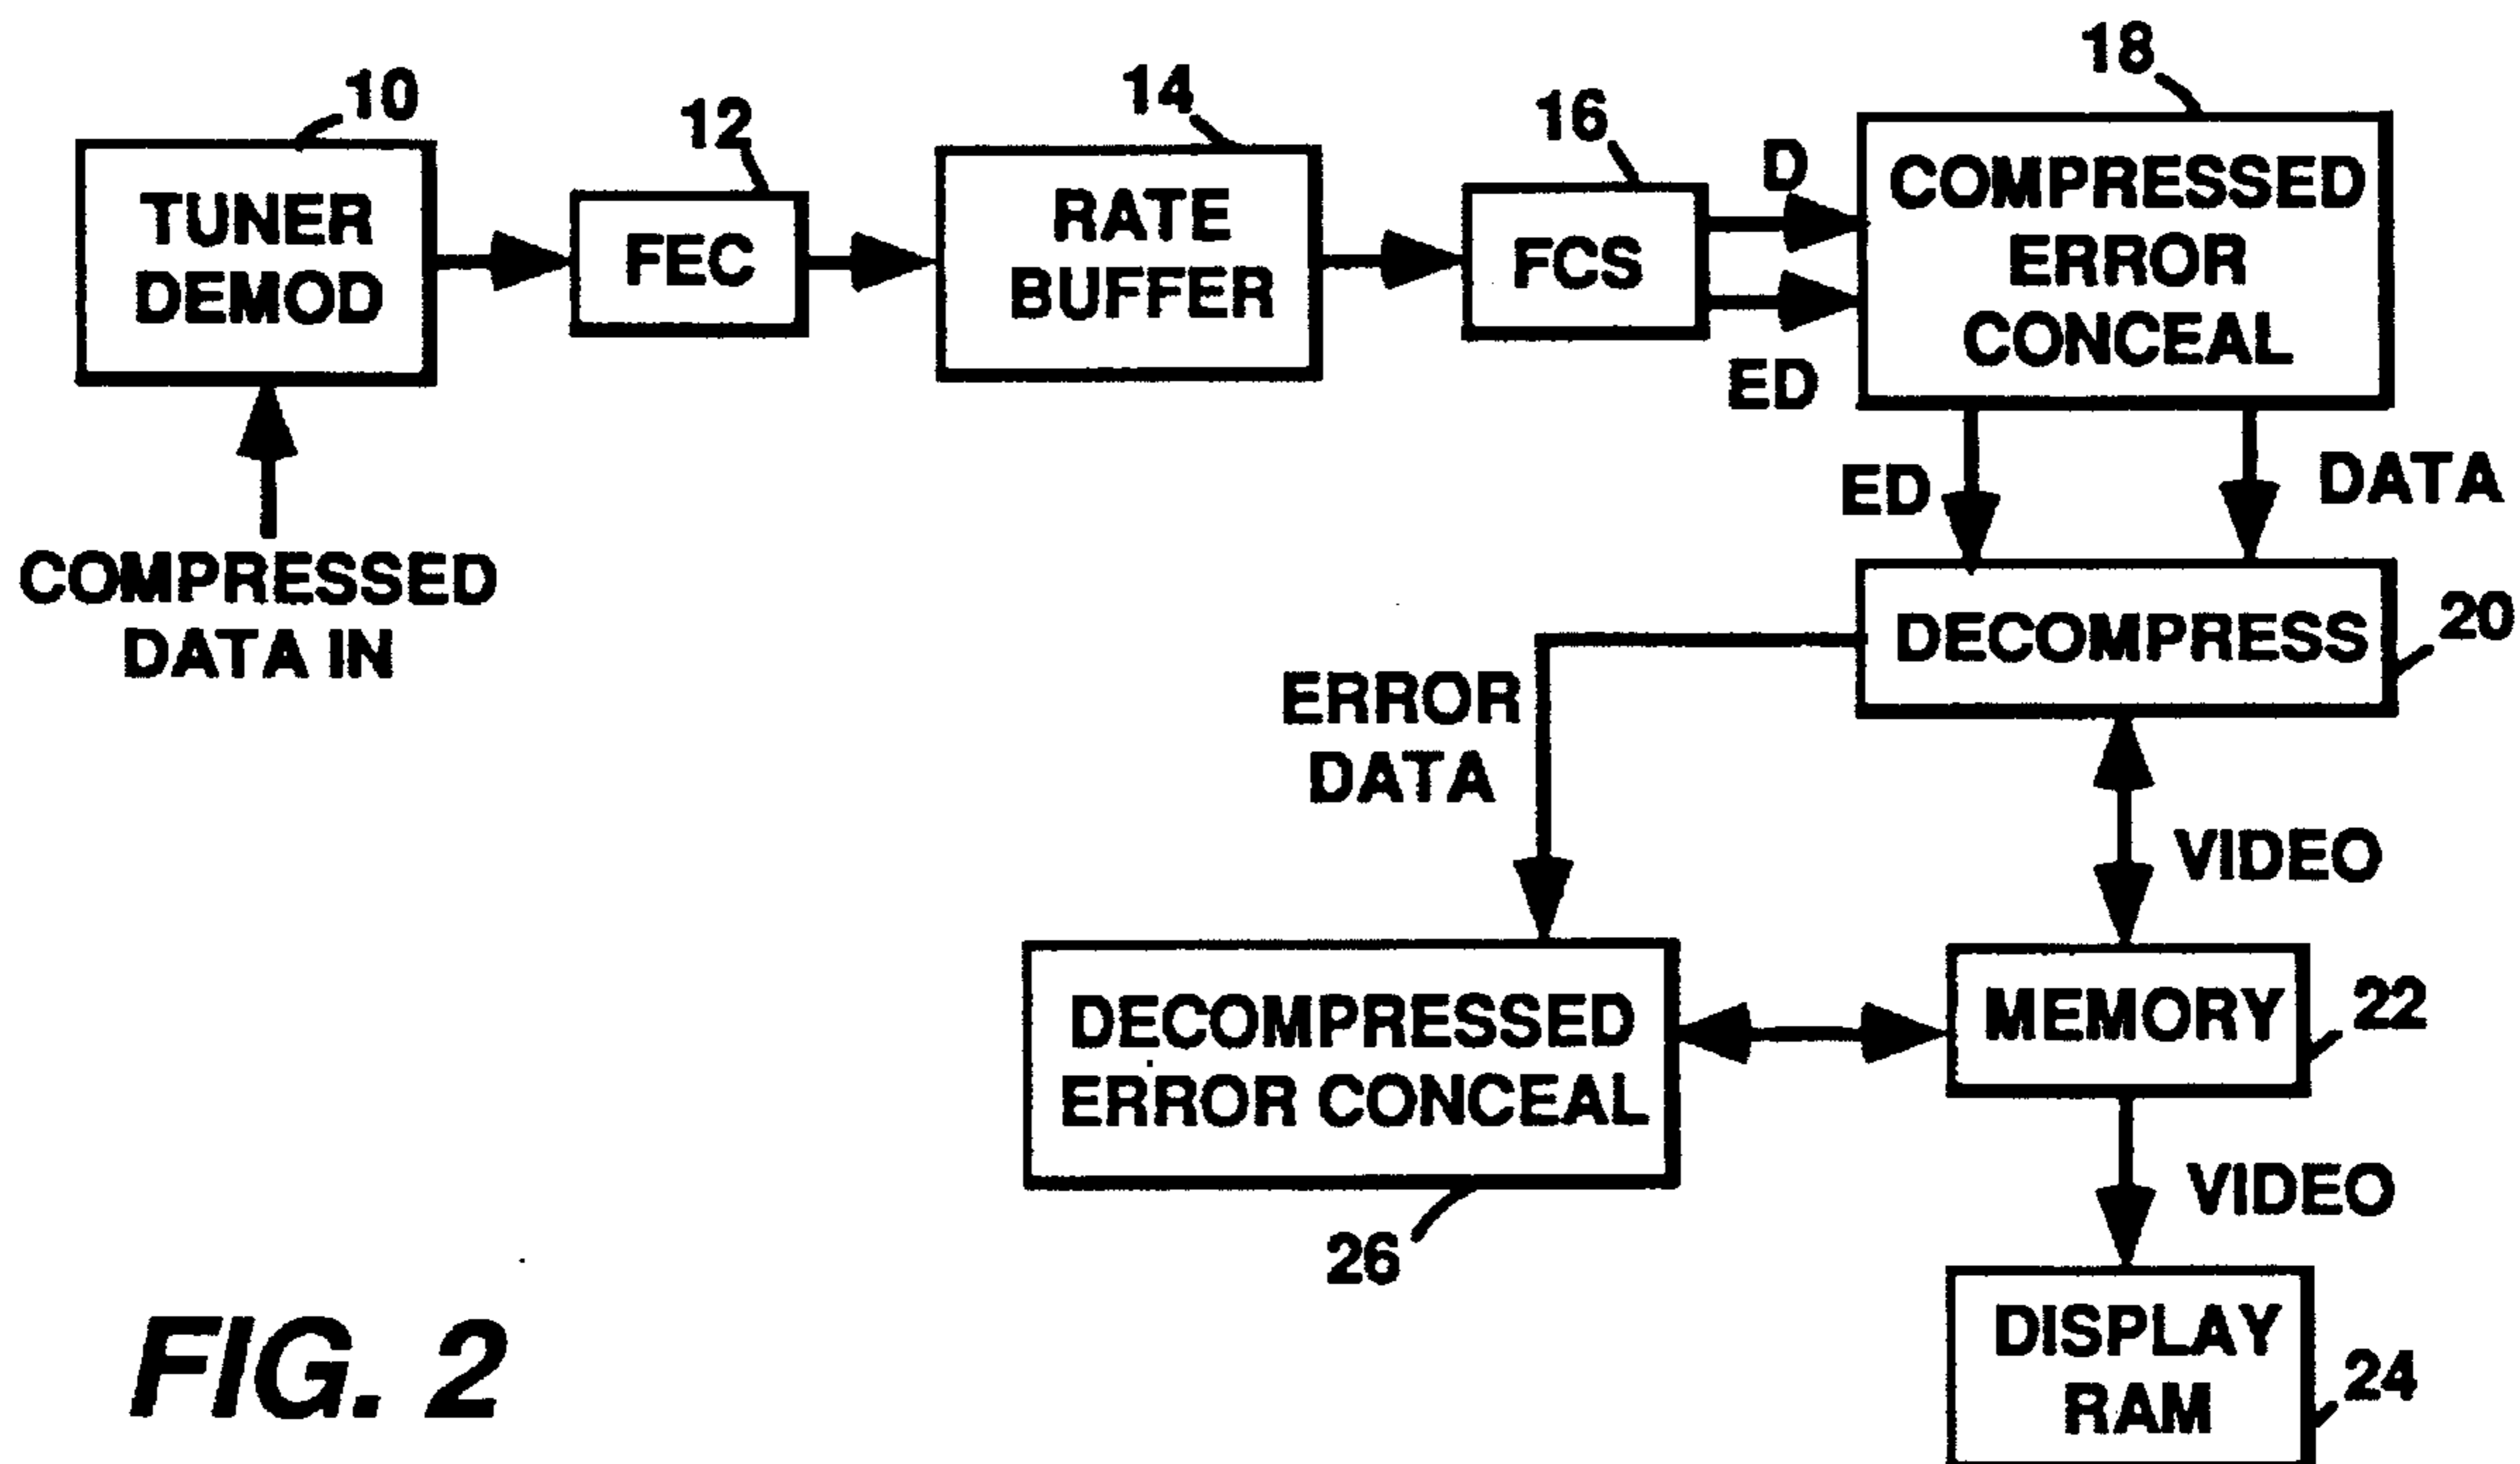 10
12
14
16
18
TUNER
DEMOD
FEC
RATE
BUFFER
FCS
D
ED
COMPRESSED
ERROR
CONCEAL
COMPRESSED
DATA IN
ED
DATA
DECOMPRESS
20
ERROR
DATA
VIDEO
DECOMPRESSED
ERROR CONCEAL
26
MEMORY
22
VIDEO
DISPLAY
RAM
24
FIG. 2